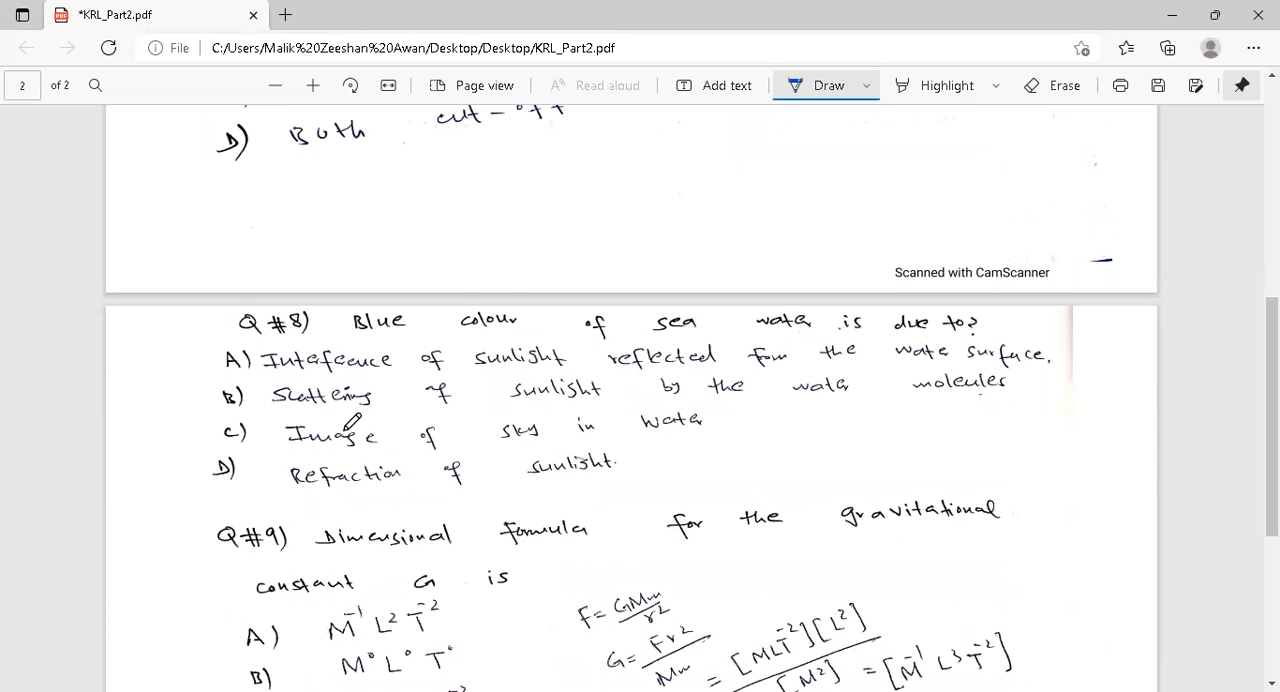 *KRL_Part2.pdf
File C:/Users/Malik%20Zeeshan%20Awan/Desktop/Desktop/KRL_Part2.pdf
2 of 2 Page view Read aloud Add text Draw Highlight Erase
D) Both cut-off
Scanned with CamScanner
Q #8) Blue colour of sea water is due to?
A) Intefeence of sunlight reflected fom the wate surface.
B) Scattering of sunlight by the water molecules
C) Image of sky in water
D) Refraction of sunlight.
Q#9) Dimensional formula for the gravitational
constant G is
A) M⁻¹ L² T⁻²
F = GMm/r²
B) M⁰ L⁰ T⁰
G = Fr²/Mm = [MLT⁻²][L²]/[M²] = [M⁻¹ L³ T⁻²]